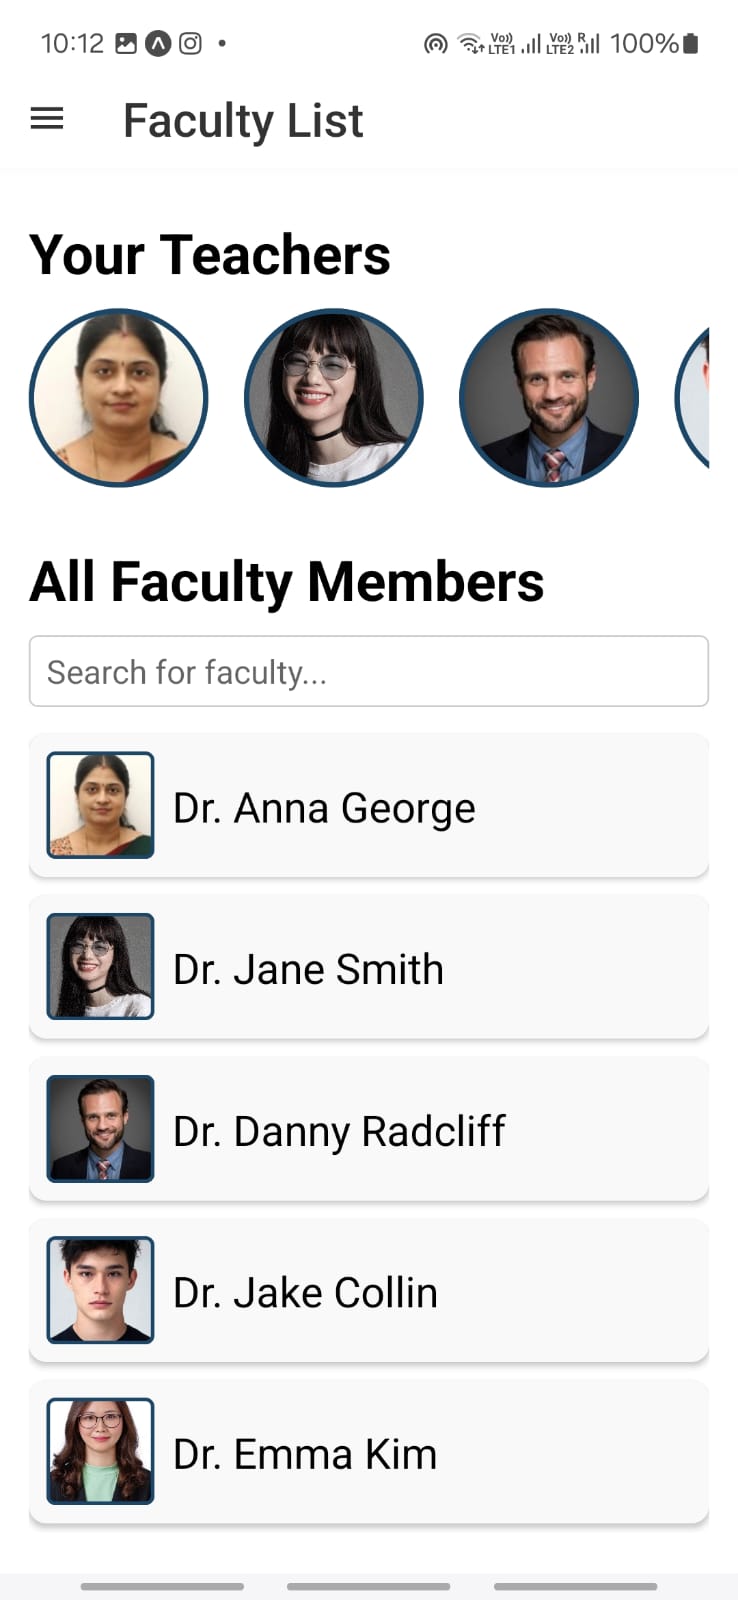 10:12 Vo)) LTE1 Vo)) LTE2 R 100%
Faculty List
Your Teachers
All Faculty Members
Search for faculty...
Dr. Anna George
Dr. Jane Smith
Dr. Danny Radcliff
Dr. Jake Collin
Dr. Emma Kim